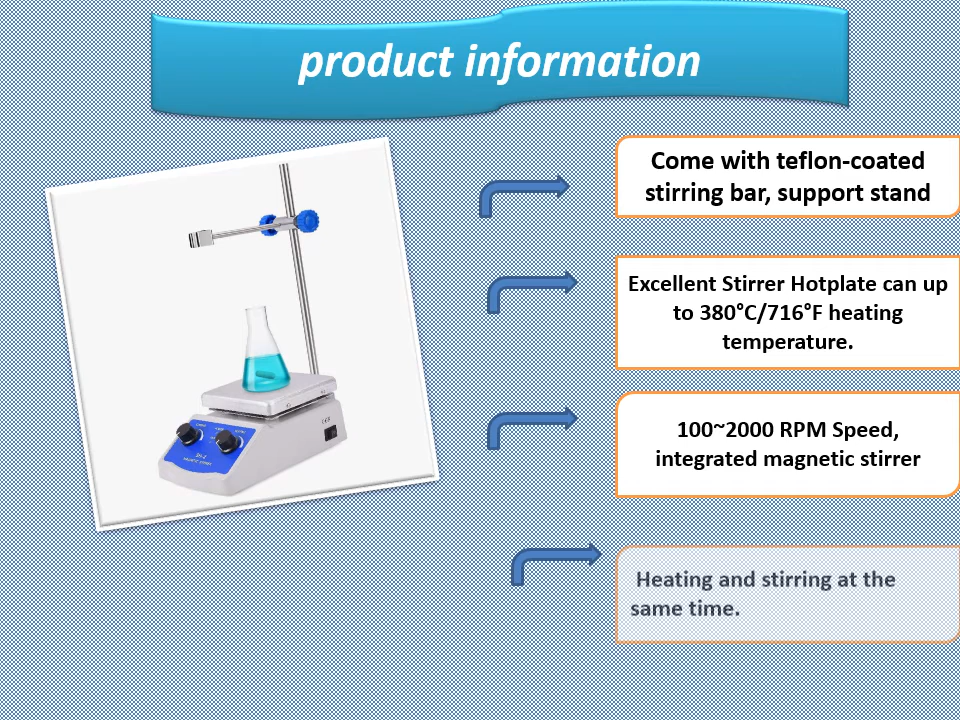 product information
Come with teflon-coated
stirring bar, support stand
Excellent Stirrer Hotplate can up
to 380°C/716°F heating
temperature.
100~2000 RPM Speed,
integrated magnetic stirrer
Heating and stirring at the
same time.